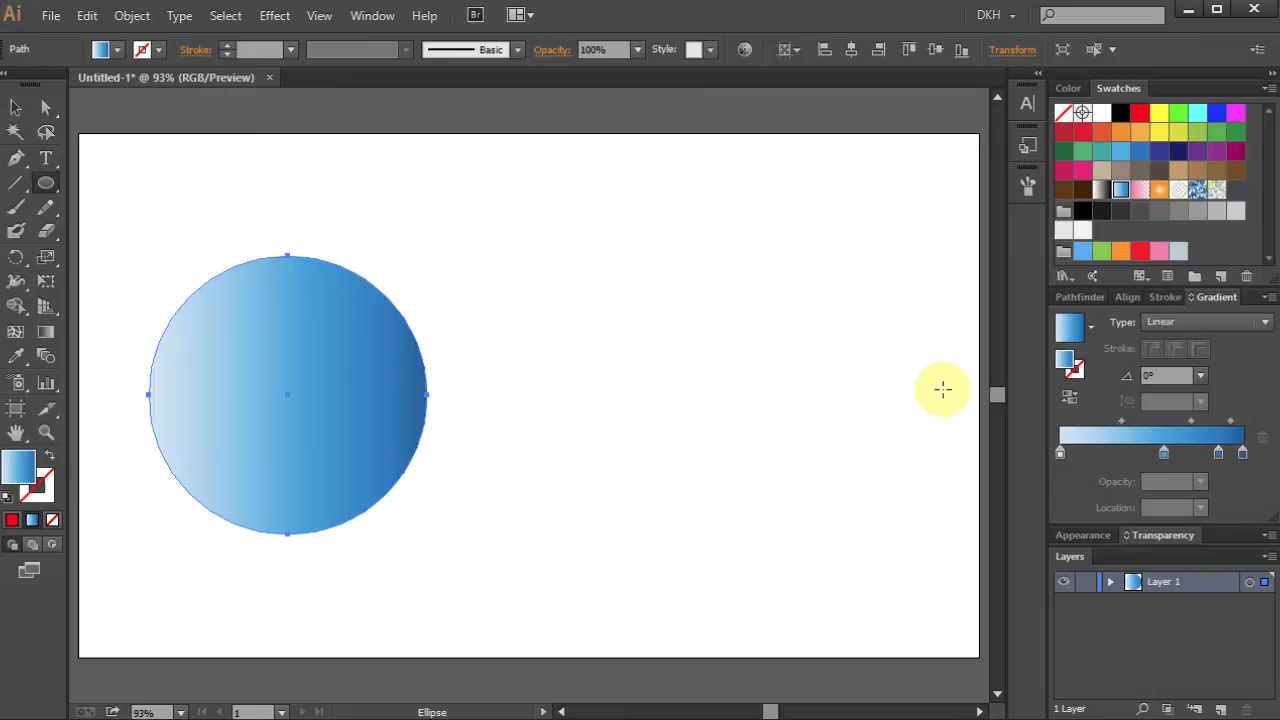 Ai File Edit Object Type Select Effect View Window Help Br DKH
Path Stroke: Basic Opacity: 100% Style: Transform
Untitled-1* @ 93% (RGB/Preview) ×
Color Swatches
Pathfinder Align Stroke Gradient
Type: Linear
Stroke:
0°
Opacity:
Location:
Appearance Transparency
Layers
Layer 1
93% 1 Ellipse 1 Layer